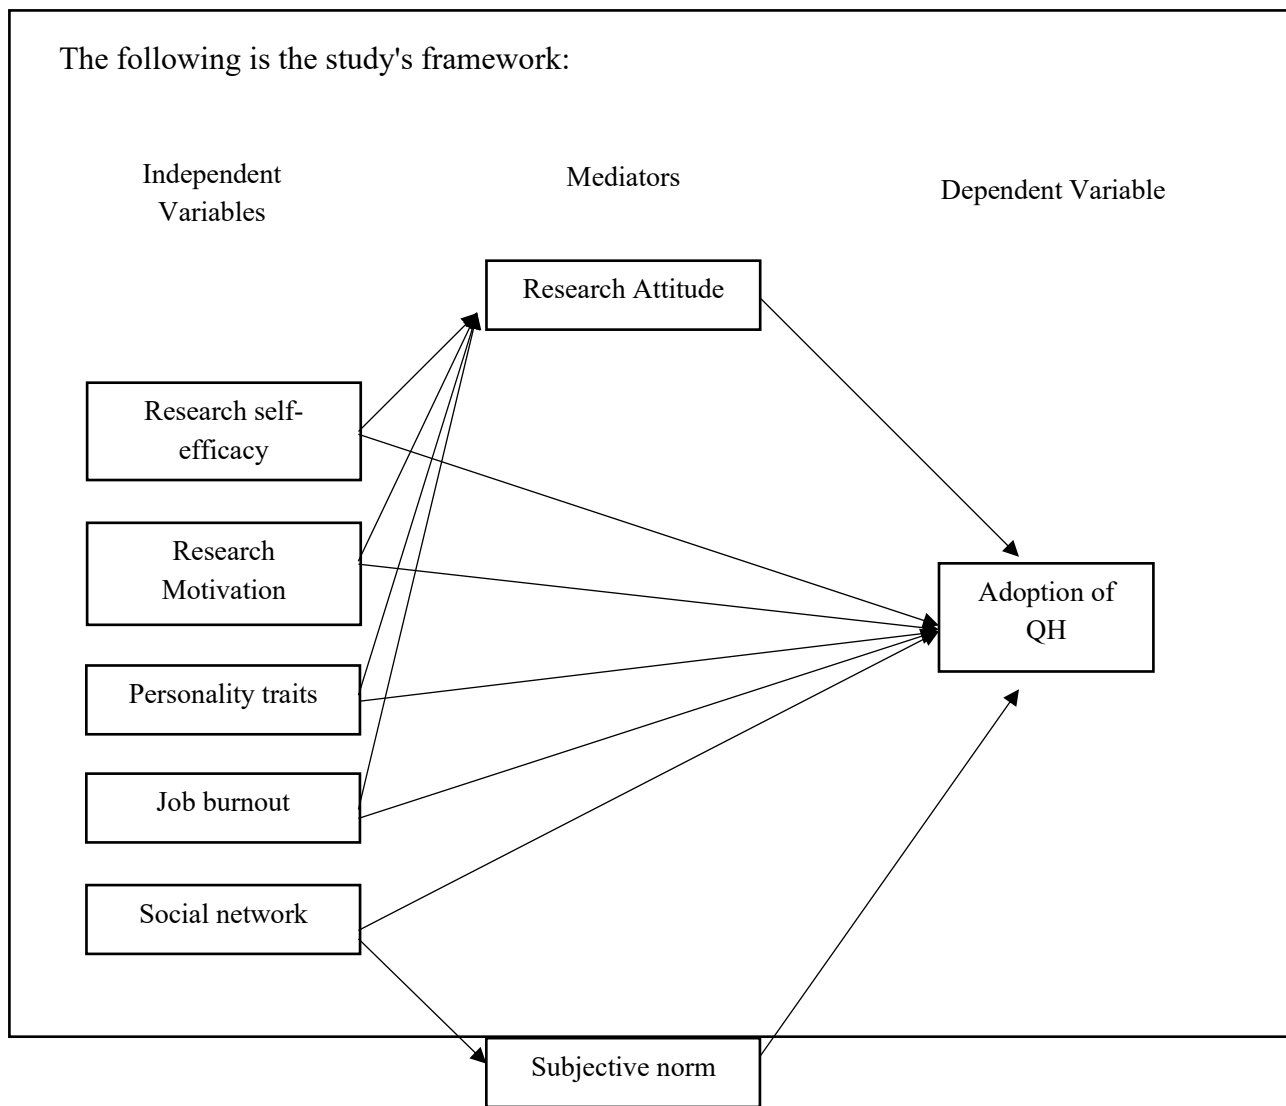 The following is the study's framework:
Independent
Variables
Mediators
Dependent Variable
Research Attitude
Research self-
efficacy
Research
Motivation
Adoption of
QH
Personality traits
Job burnout
Social network
Subjective norm